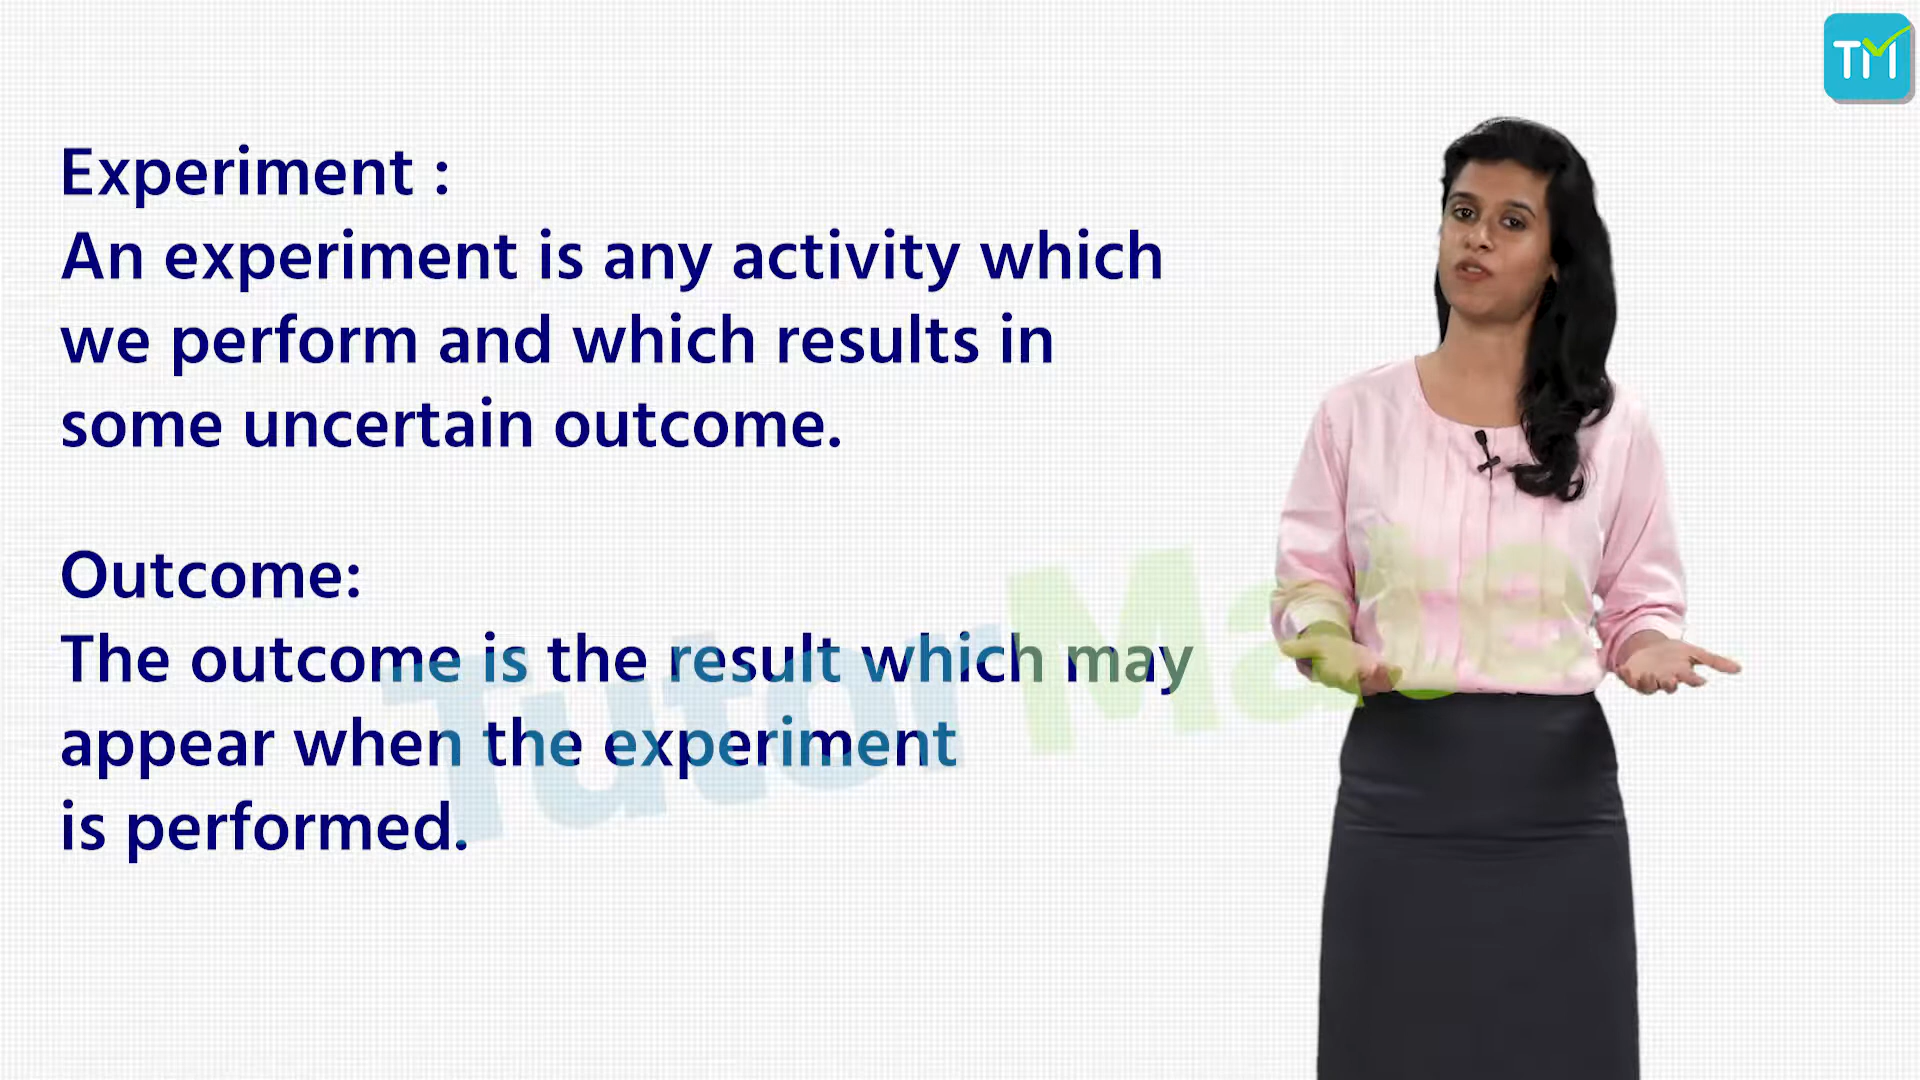 TM
Experiment :
An experiment is any activity which
we perform and which results in
some uncertain outcome.
Outcome:
The outcome is the result which may
appear when the experiment
is performed.
TutorMate